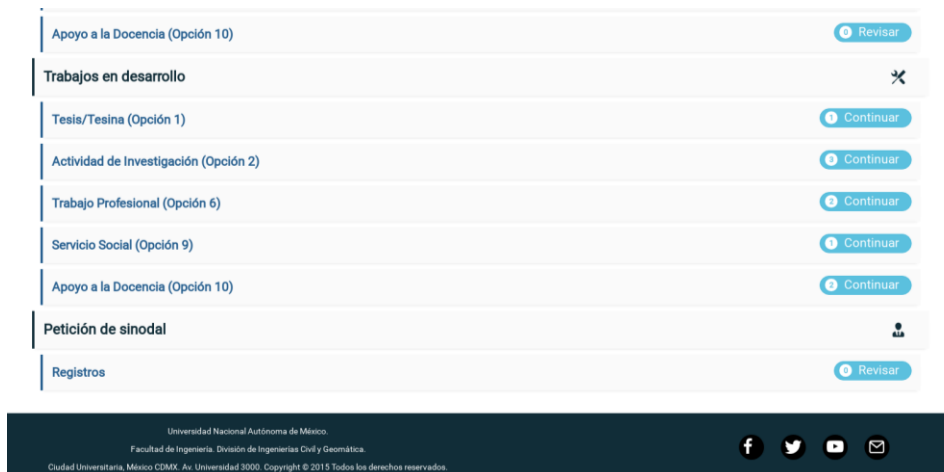 Apoyo a la Docencia (Opción 10)
0 Revisar
Trabajos en desarrollo
Tesis/Tesina (Opción 1)
1 Continuar
Actividad de Investigación (Opción 2)
3 Continuar
Trabajo Profesional (Opción 6)
2 Continuar
Servicio Social (Opción 9)
1 Continuar
Apoyo a la Docencia (Opción 10)
2 Continuar
Petición de sinodal
Registros
0 Revisar
Universidad Nacional Autónoma de México.
Facultad de Ingeniería. División de Ingenierías Civil y Geomática.
Ciudad Universitaria, México CDMX. Av. Universidad 3000. Copyright © 2015 Todos los derechos reservados.